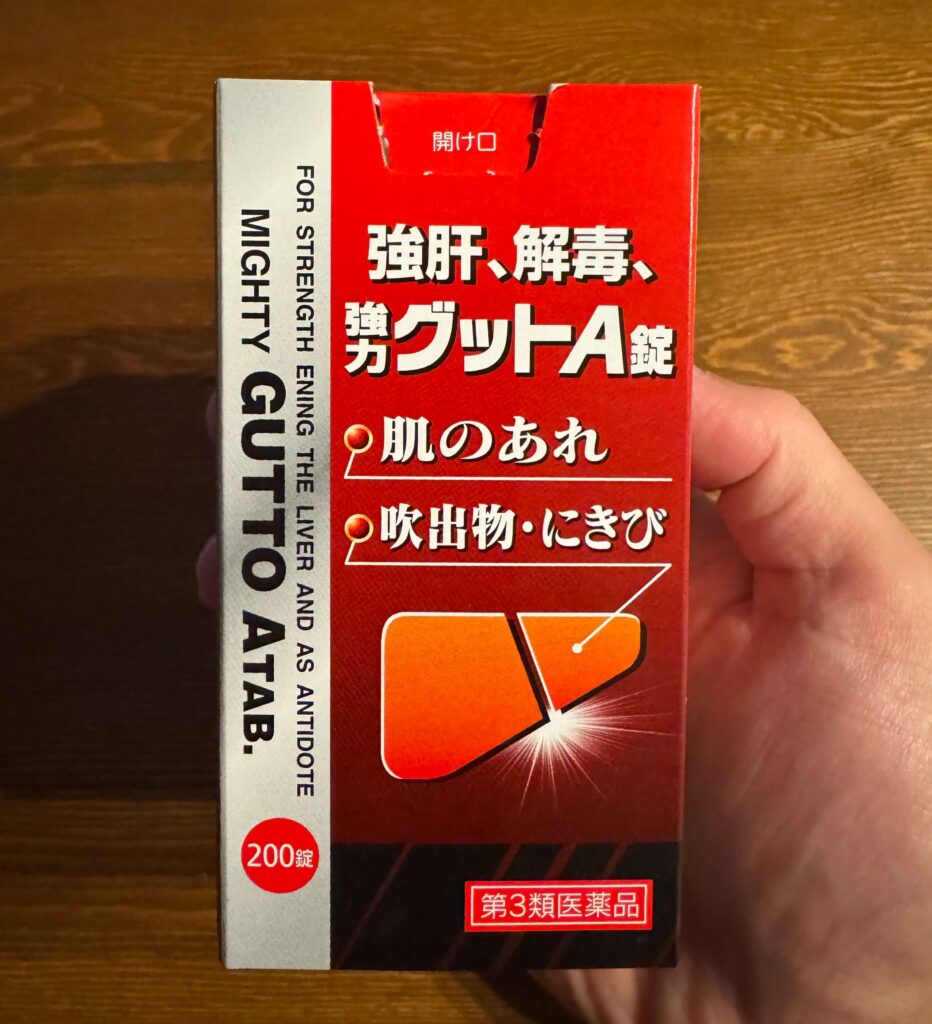 開け口
強肝、解毒、
強力グットA錠
肌のあれ
吹出物・にきび
第3類医薬品
FOR STRENGTH ENING THE LIVER AND AS ANTIDOTE
MIGHTY GUTTO ATAB.
200錠